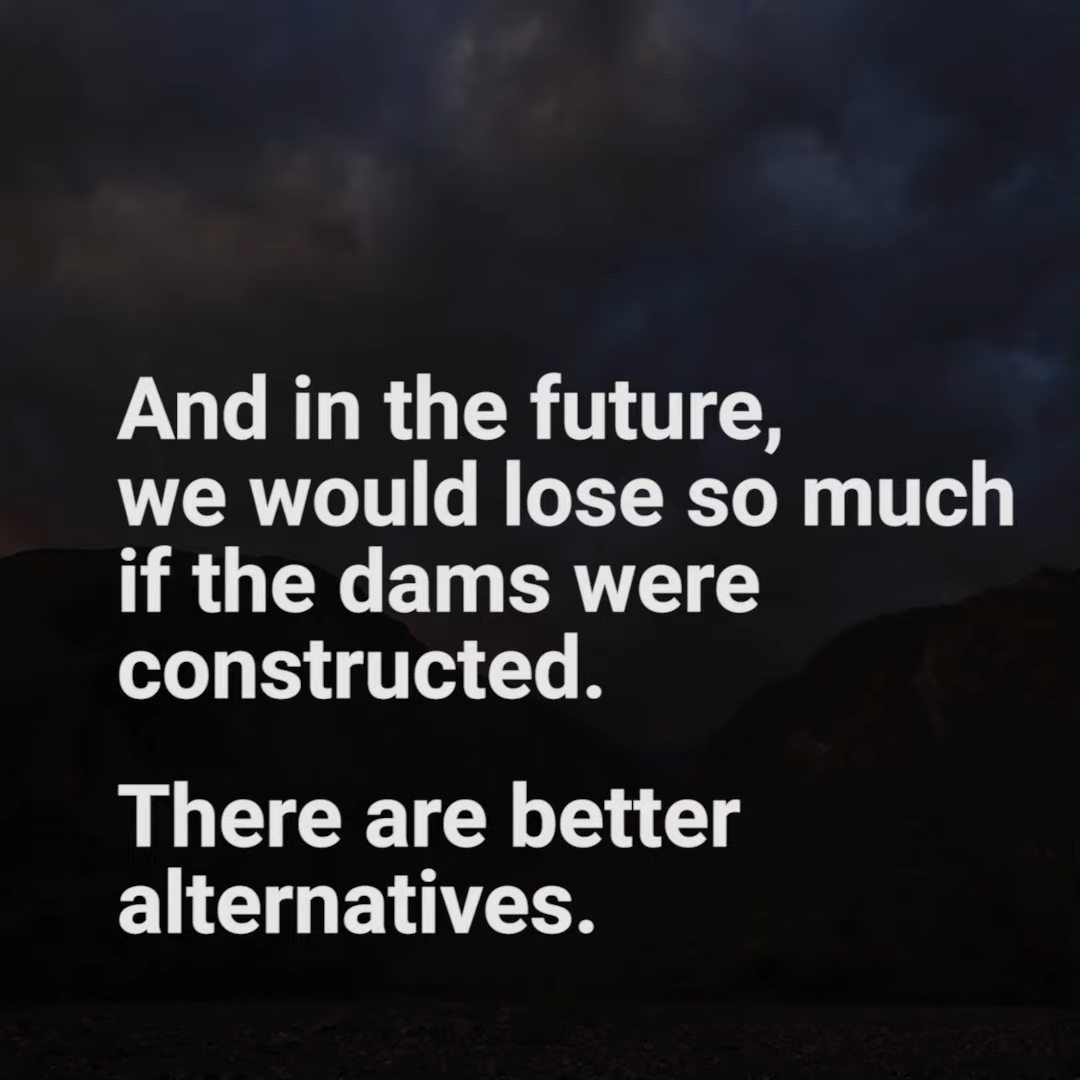 And in the future,
we would lose so much
if the dams were
constructed.
There are better
alternatives.